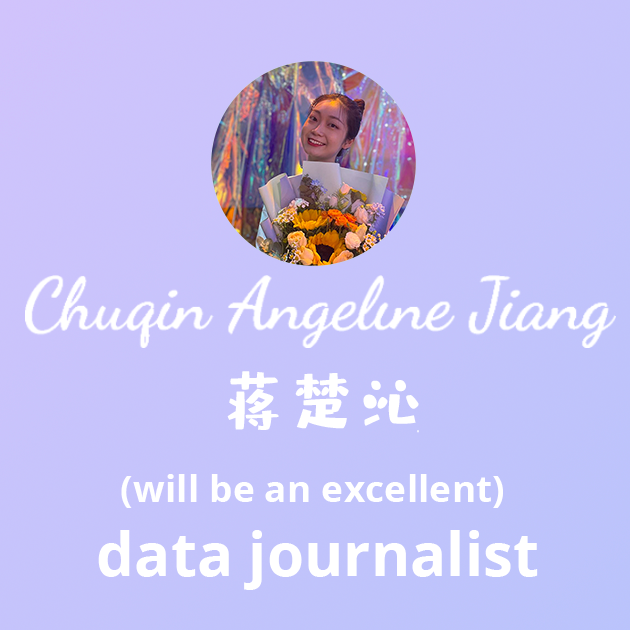 Chuqin Angeline Jiang
蒋楚沁
(will be an excellent)
data journalist